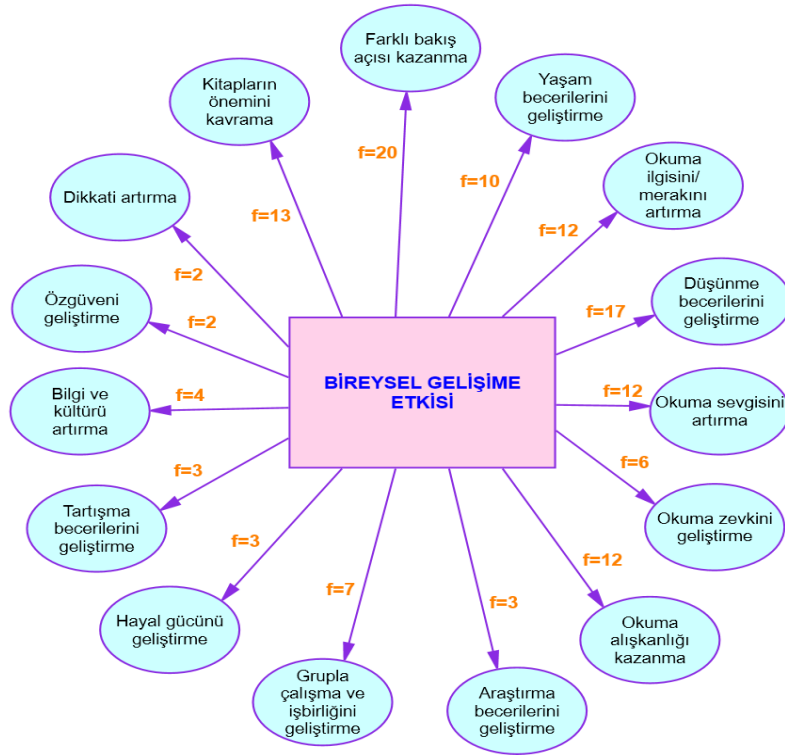 Farklı bakış
açısı kazanma
f=20
Yaşam
becerilerini
geliştirme
f=10
Okuma
ilgisini/
merakını
artırma
f=12
Düşünme
becerilerini
geliştirme
f=17
Okuma sevgisini
artırma
f=12
Okuma zevkini
geliştirme
f=6
Okuma
alışkanlığı
kazanma
f=12
Araştırma
becerilerini
geliştirme
f=3
Grupla
çalışma ve
işbirliğini
geliştirme
f=7
Hayal gücünü
geliştirme
f=3
Tartışma
becerilerini
geliştirme
f=3
Bilgi ve
kültürü
artırma
f=4
Özgüveni
geliştirme
f=2
Dikkati artırma
f=2
Kitapların
önemini
kavrama
f=13
BİREYSEL GELİŞİME
ETKİSİ